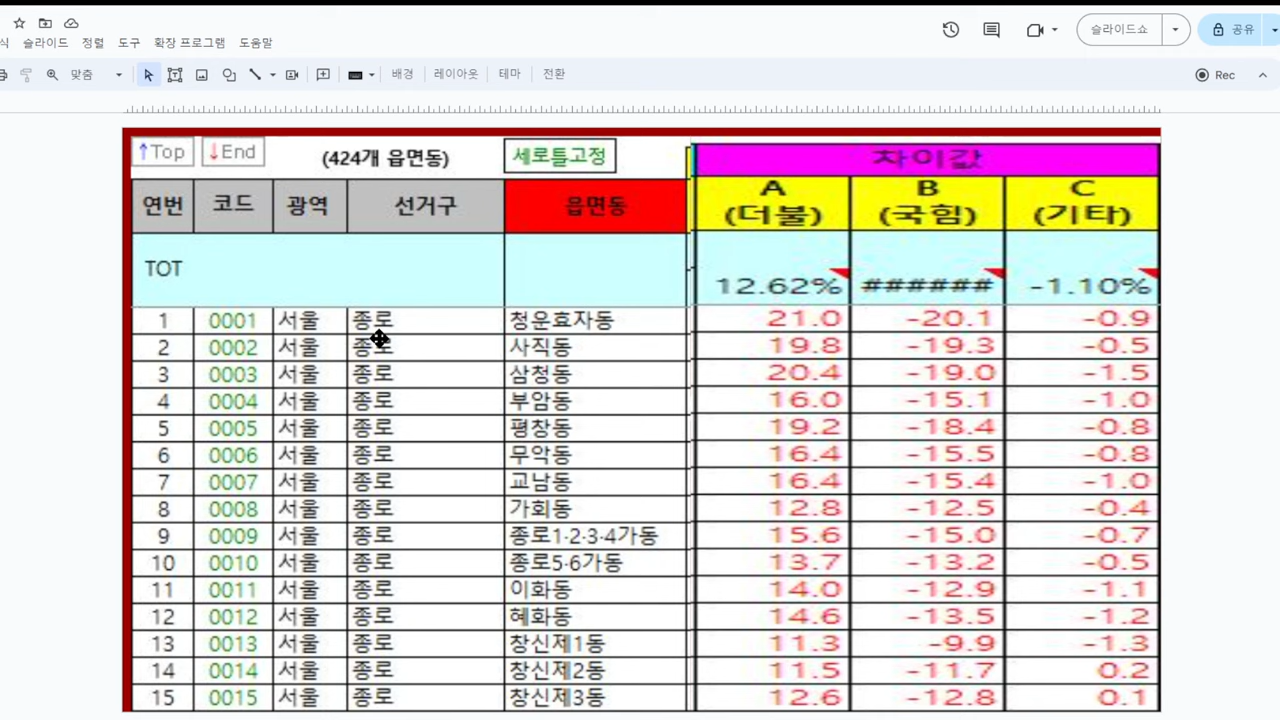 식 슬라이드 정렬 도구 확장 프로그램 도움말
슬라이드쇼 공유
맞춤 배경 레이아웃 테마 전환 Rec
↑Top ↓End (424개 읍면동) 세로틀고정 차이값
연번 코드 광역 선거구 읍면동 A (더불) B (국힘) C (기타)
TOT 12.62% ###### -1.10%
1 0001 서울 종로 청운효자동 21.0 -20.1 -0.9
2 0002 서울 종로 사직동 19.8 -19.3 -0.5
3 0003 서울 종로 삼청동 20.4 -19.0 -1.5
4 0004 서울 종로 부암동 16.0 -15.1 -1.0
5 0005 서울 종로 평창동 19.2 -18.4 -0.8
6 0006 서울 종로 무악동 16.4 -15.5 -0.8
7 0007 서울 종로 교남동 16.4 -15.4 -1.0
8 0008 서울 종로 가회동 12.8 -12.5 -0.4
9 0009 서울 종로 종로1·2·3·4가동 15.6 -15.0 -0.7
10 0010 서울 종로 종로5·6가동 13.7 -13.2 -0.5
11 0011 서울 종로 이화동 14.0 -12.9 -1.1
12 0012 서울 종로 혜화동 14.6 -13.5 -1.2
13 0013 서울 종로 창신제1동 11.3 -9.9 -1.3
14 0014 서울 종로 창신제2동 11.5 -11.7 0.2
15 0015 서울 종로 창신제3동 12.6 -12.8 0.1